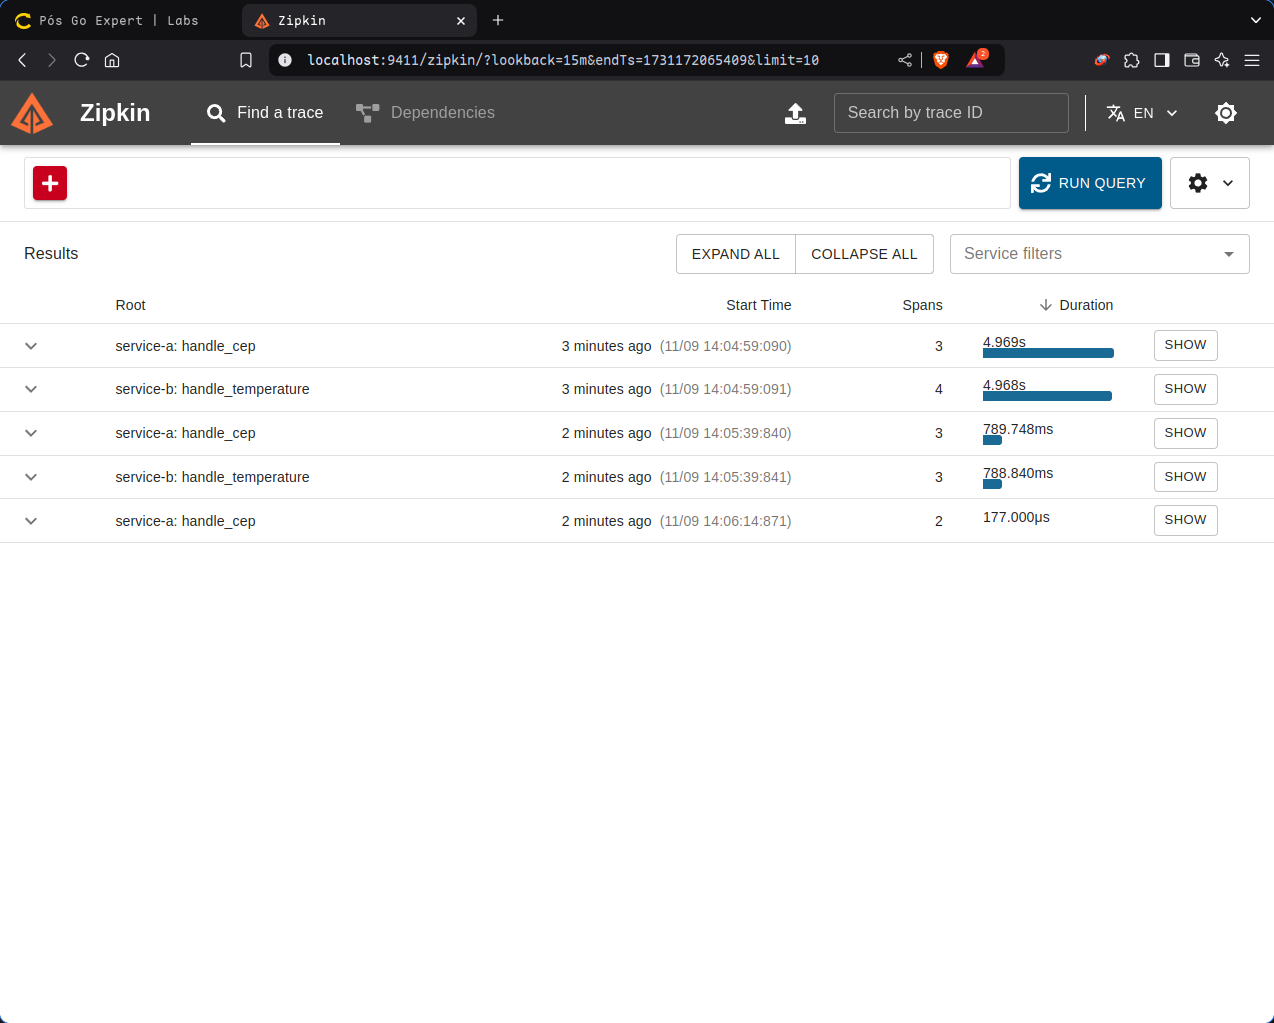 Pós Go Expert | Labs
Zipkin
localhost:9411/zipkin/?lookback=15m&endTs=1731172065409&limit=10
2
Zipkin
Find a trace
Dependencies
Search by trace ID
EN
RUN QUERY
Results
EXPAND ALL
COLLAPSE ALL
Service filters
Root Start Time Spans Duration
service-a: handle_cep 3 minutes ago (11/09 14:04:59:090) 3 4.969s SHOW
service-b: handle_temperature 3 minutes ago (11/09 14:04:59:091) 4 4.968s SHOW
service-a: handle_cep 2 minutes ago (11/09 14:05:39:840) 3 789.748ms SHOW
service-b: handle_temperature 2 minutes ago (11/09 14:05:39:841) 3 788.840ms SHOW
service-a: handle_cep 2 minutes ago (11/09 14:06:14:871) 2 177.000μs SHOW